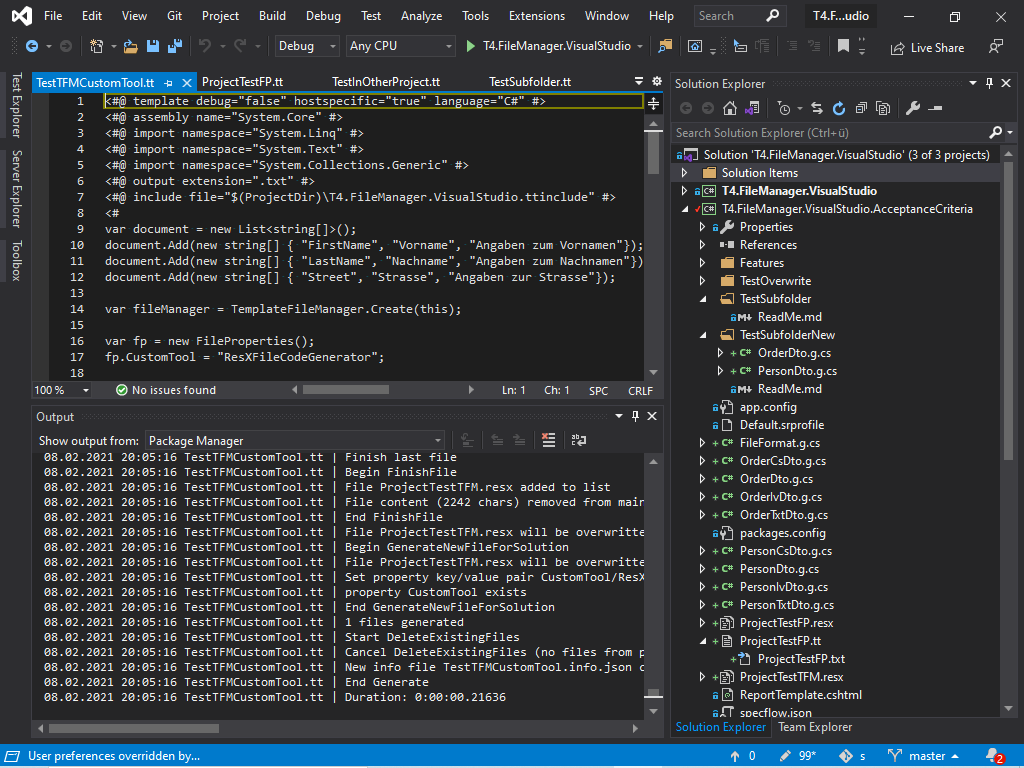 File Edit View Git Project Build Debug Test Analyze Tools Extensions Window Help Search T4.F...udio
Debug Any CPU T4.FileManager.VisualStudio Live Share
Test Explorer
Server Explorer
Toolbox
TestTFMCustomTool.tt ProjectTestFP.tt TestInOtherProject.tt TestSubfolder.tt
1 <#@ template debug="false" hostspecific="true" language="C#" #>
2 <#@ assembly name="System.Core" #>
3 <#@ import namespace="System.Linq" #>
4 <#@ import namespace="System.Text" #>
5 <#@ import namespace="System.Collections.Generic" #>
6 <#@ output extension=".txt" #>
7 <#@ include file="$(ProjectDir)\T4.FileManager.VisualStudio.ttinclude" #>
8 <#
9 var document = new List<string[]>();
10 document.Add(new string[] { "FirstName", "Vorname", "Angaben zum Vornamen"});
11 document.Add(new string[] { "LastName", "Nachname", "Angaben zum Nachnamen"})
12 document.Add(new string[] { "Street", "Strasse", "Angaben zur Strasse"});
13
14 var fileManager = TemplateFileManager.Create(this);
15
16 var fp = new FileProperties();
17 fp.CustomTool = "ResXFileCodeGenerator";
18
100 % No issues found Ln: 1 Ch: 1 SPC CRLF
Output
Show output from: Package Manager
08.02.2021 20:05:16 TestTFMCustomTool.tt | Finish last file
08.02.2021 20:05:16 TestTFMCustomTool.tt | Begin FinishFile
08.02.2021 20:05:16 TestTFMCustomTool.tt | File ProjectTestTFM.resx added to list
08.02.2021 20:05:16 TestTFMCustomTool.tt | File content (2242 chars) removed from main
08.02.2021 20:05:16 TestTFMCustomTool.tt | End FinishFile
08.02.2021 20:05:16 TestTFMCustomTool.tt | File ProjectTestTFM.resx will be overwritte
08.02.2021 20:05:16 TestTFMCustomTool.tt | Begin GenerateNewFileForSolution
08.02.2021 20:05:16 TestTFMCustomTool.tt | File ProjectTestTFM.resx will be overwritte
08.02.2021 20:05:16 TestTFMCustomTool.tt | Set property key/value pair CustomTool/ResX
08.02.2021 20:05:16 TestTFMCustomTool.tt | property CustomTool exists
08.02.2021 20:05:16 TestTFMCustomTool.tt | End GenerateNewFileForSolution
08.02.2021 20:05:16 TestTFMCustomTool.tt | 1 files generated
08.02.2021 20:05:16 TestTFMCustomTool.tt | Start DeleteExistingFiles
08.02.2021 20:05:16 TestTFMCustomTool.tt | Cancel DeleteExistingFiles (no files from p
08.02.2021 20:05:16 TestTFMCustomTool.tt | New info file TestTFMCustomTool.info.json c
08.02.2021 20:05:16 TestTFMCustomTool.tt | End Generate
08.02.2021 20:05:16 TestTFMCustomTool.tt | Duration: 0:00:00.21636
Solution Explorer
Search Solution Explorer (Ctrl+ü)
Solution 'T4.FileManager.VisualStudio' (3 of 3 projects)
Solution Items
C# T4.FileManager.VisualStudio
C# T4.FileManager.VisualStudio.AcceptanceCriteria
Properties
References
Features
TestOverwrite
TestSubfolder
M+ ReadMe.md
TestSubfolderNew
C# OrderDto.g.cs
C# PersonDto.g.cs
M+ ReadMe.md
app.config
Default.srprofile
C# FileFormat.g.cs
C# OrderCsDto.g.cs
C# OrderDto.g.cs
C# OrderIvDto.g.cs
C# OrderTxtDto.g.cs
packages.config
C# PersonCsDto.g.cs
C# PersonDto.g.cs
C# PersonIvDto.g.cs
C# PersonTxtDto.g.cs
ProjectTestFP.resx
ProjectTestFP.tt
ProjectTestFP.txt
ProjectTestTFM.resx
ReportTemplate.cshtml
specflow.json
Solution Explorer Team Explorer
User preferences overridden by... 0 99* s master 2